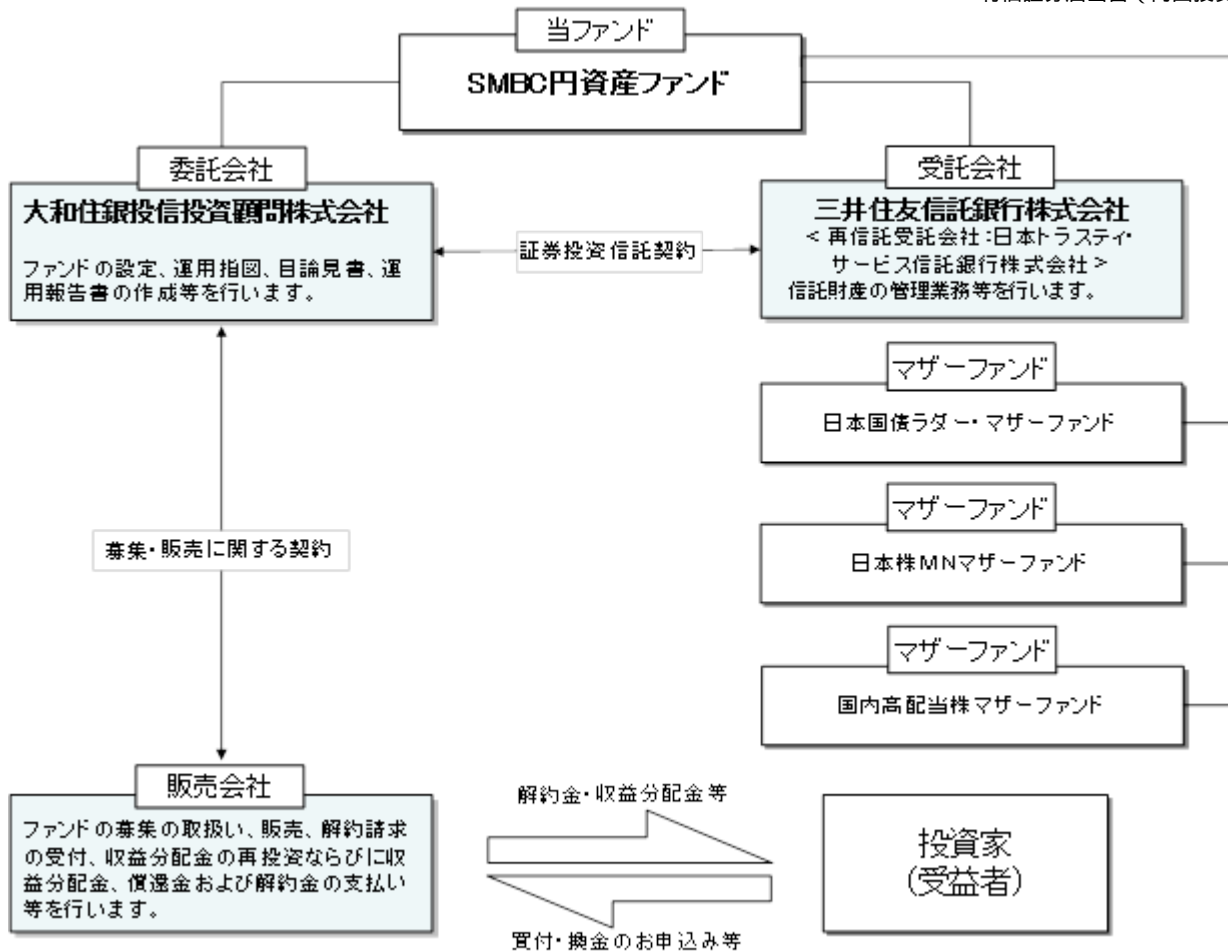 当ファンド
SMBC円資産ファンド
委託会社
大和住銀投信投資顧問株式会社
ファンドの設定、運用指図、目論見書、運
用報告書の作成等を行います。
証券投資信託契約
受託会社
三井住友信託銀行株式会社
<再信託受託会社:日本トラスティ・
サービス信託銀行株式会社>
信託財産の管理業務等を行います。
マザーファンド
日本国債ラダー・マザーファンド
マザーファンド
日本株MNマザーファンド
マザーファンド
国内高配当株マザーファンド
募集・販売に関する契約
販売会社
ファンドの募集の取扱い、販売、解約請求
の受付、収益分配金の再投資ならびに収
益分配金、償還金および解約金の支払い
等を行います。
解約金・収益分配金等
買付・換金のお申込み等
投資家
(受益者)